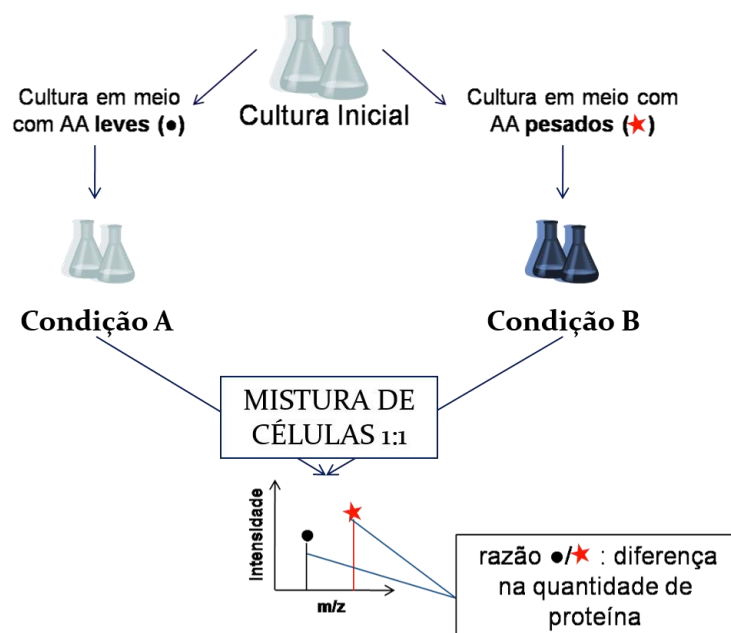 Cultura Inicial
Cultura em meio
com AA leves (●)
Cultura em meio com
AA pesados (★)
Condição A
Condição B
MISTURA DE
CÉLULAS 1:1
Intensidade
m/z
razão ●/★ : diferença
na quantidade de
proteína